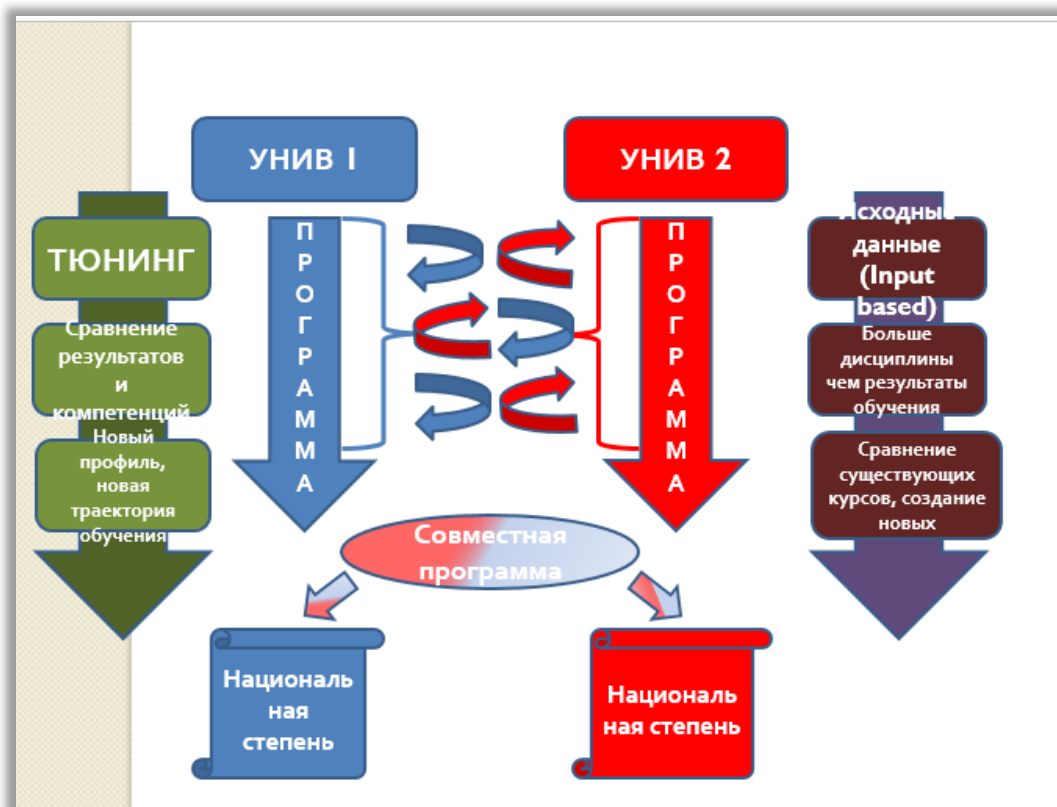 УНИВ 1
УНИВ 2
ТЮНИНГ
Сравнение
результатов
и
компетенций
Новый
профиль,
новая
траектория
обучения
П
Р
О
Г
Р
А
М
М
А
П
Р
О
Г
Р
А
М
М
А
Исходные
данные
(Input
based)
Больше
дисциплины
чем результаты
обучения
Сравнение
существующих
курсов, создание
новых
Совместная
программа
Националь
ная
степень
Националь
ная степень